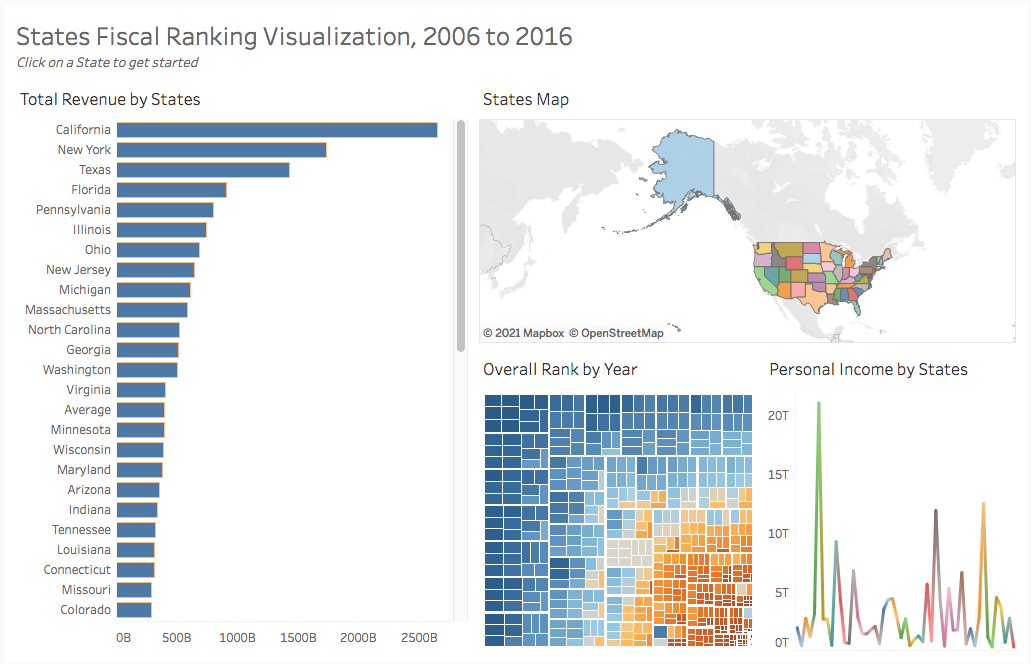 States Fiscal Ranking Visualization, 2006 to 2016
Click on a State to get started
Total Revenue by States
California
New York
Texas
Florida
Pennsylvania
Illinois
Ohio
New Jersey
Michigan
Massachusetts
North Carolina
Georgia
Washington
Virginia
Average
Minnesota
Wisconsin
Maryland
Arizona
Indiana
Tennessee
Louisiana
Connecticut
Missouri
Colorado
0B 500B 1000B 1500B 2000B 2500B
States Map
© 2021 Mapbox © OpenStreetMap
Overall Rank by Year
Personal Income by States
20T
15T
10T
5T
0T